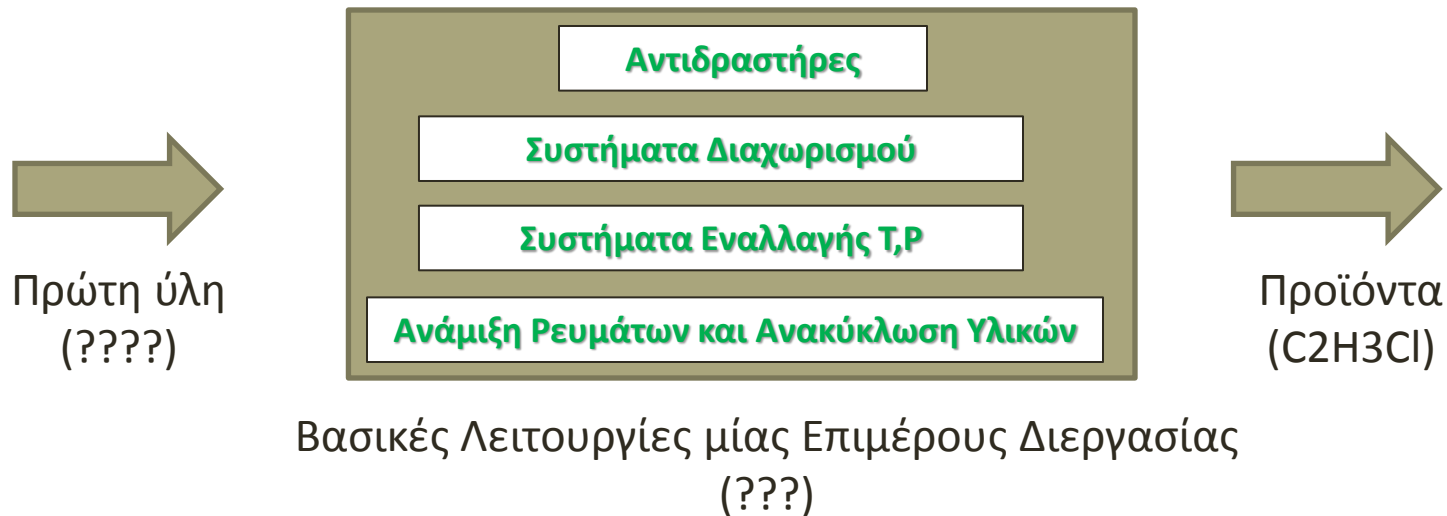 Αντιδραστήρες
Συστήματα Διαχωρισμού
Συστήματα Εναλλαγής Τ,Ρ
Ανάμιξη Ρευμάτων και Ανακύκλωση Υλικών
Πρώτη ύλη
(????)
Προϊόντα
(C2H3Cl)
Βασικές Λειτουργίες μίας Επιμέρους Διεργασίας
(???)